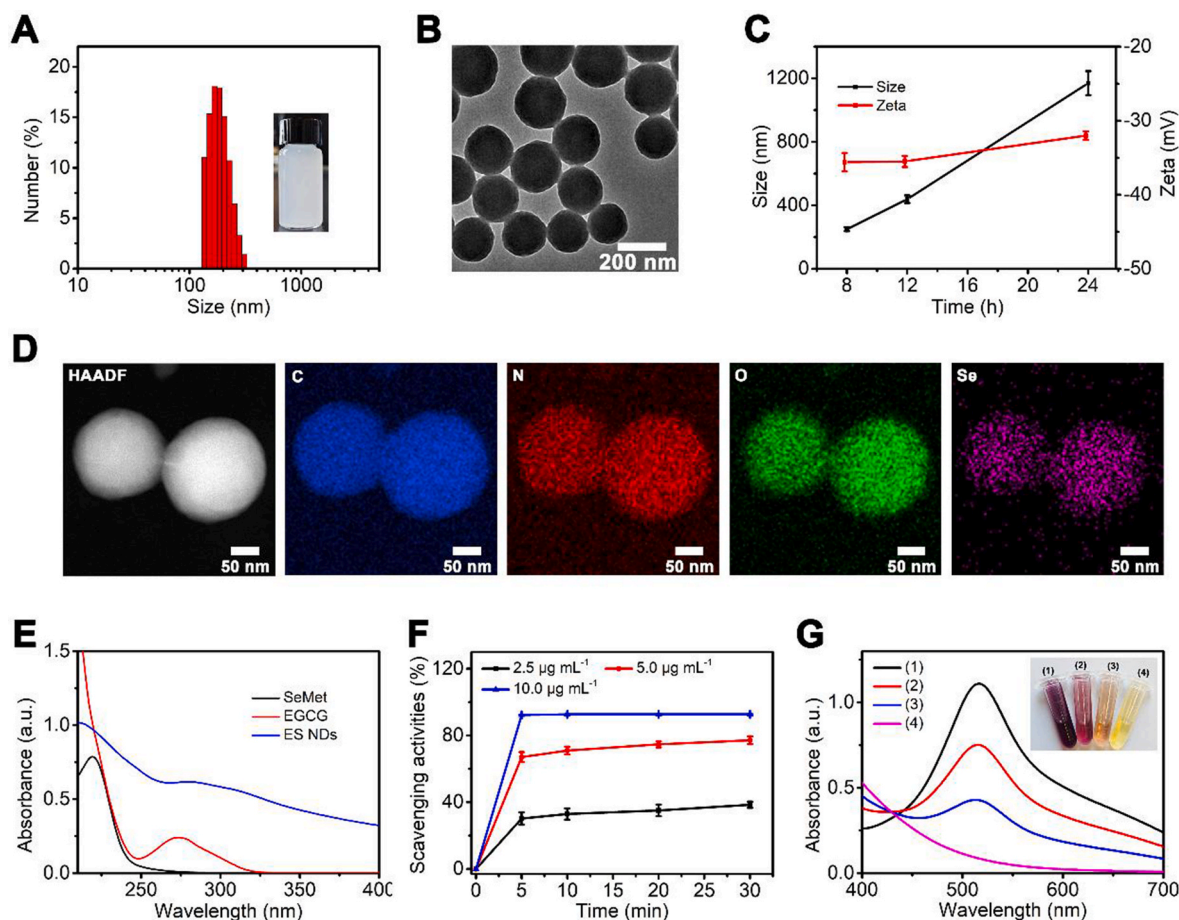 A
20
15
10
5
0
Number (%)
10
100
1000
Size (nm)
B
200 nm
C
1200
800
400
0
Size (nm)
Size
Zeta
-20
-30
-40
-50
Zeta (mV)
8
12
16
20
24
Time (h)
D
HAADF
50 nm
C
50 nm
N
50 nm
O
50 nm
Se
50 nm
E
1.5
1.0
0.5
0.0
Absorbance (a.u.)
SeMet
EGCG
ES NDs
250
300
350
400
Wavelength (nm)
F
120
80
40
0
Scavenging activities (%)
2.5 µg mL⁻¹
5.0 µg mL⁻¹
10.0 µg mL⁻¹
0
5
10
20
30
Time (min)
G
1.0
0.5
0.0
Absorbance (a.u.)
(1)
(2)
(3)
(4)
(1) (2) (3) (4)
400
500
600
700
Wavelength (nm)